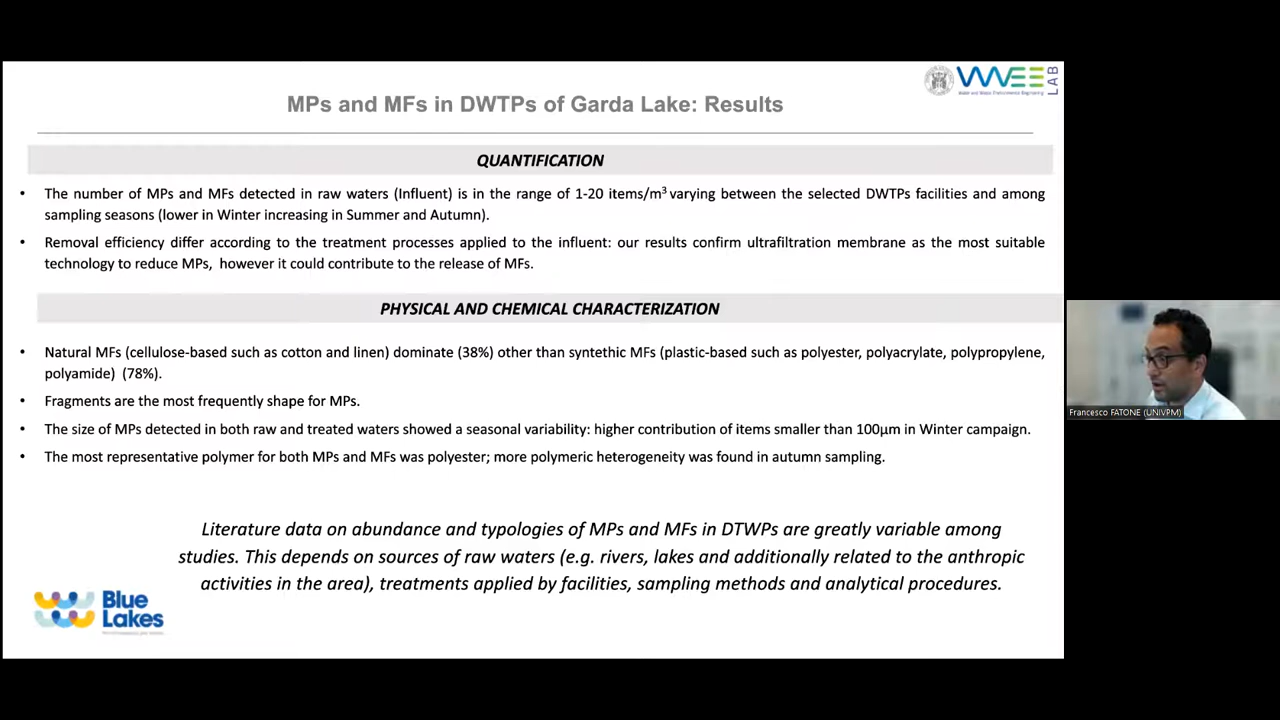 WEE LAB
MPs and MFs in DWTPs of Garda Lake: Results
QUANTIFICATION
• The number of MPs and MFs detected in raw waters (Influent) is in the range of 1-20 items/m³ varying between the selected DWTPs facilities and among
sampling seasons (lower in Winter increasing in Summer and Autumn).
• Removal efficiency differ according to the treatment processes applied to the influent: our results confirm ultrafiltration membrane as the most suitable
technology to reduce MPs, however it could contribute to the release of MFs.
PHYSICAL AND CHEMICAL CHARACTERIZATION
• Natural MFs (cellulose-based such as cotton and linen) dominate (38%) other than syntethic MFs (plastic-based such as polyester, polyacrylate, polypropylene,
polyamide) (78%).
• Fragments are the most frequently shape for MPs.
• The size of MPs detected in both raw and treated waters showed a seasonal variability: higher contribution of items smaller than 100µm in Winter campaign.
• The most representative polymer for both MPs and MFs was polyester; more polymeric heterogeneity was found in autumn sampling.
Literature data on abundance and typologies of MPs and MFs in DTWPs are greatly variable among
studies. This depends on sources of raw waters (e.g. rivers, lakes and additionally related to the anthropic
activities in the area), treatments applied by facilities, sampling methods and analytical procedures.
Blue
Lakes
Francesco FATONE (UNIVPM)